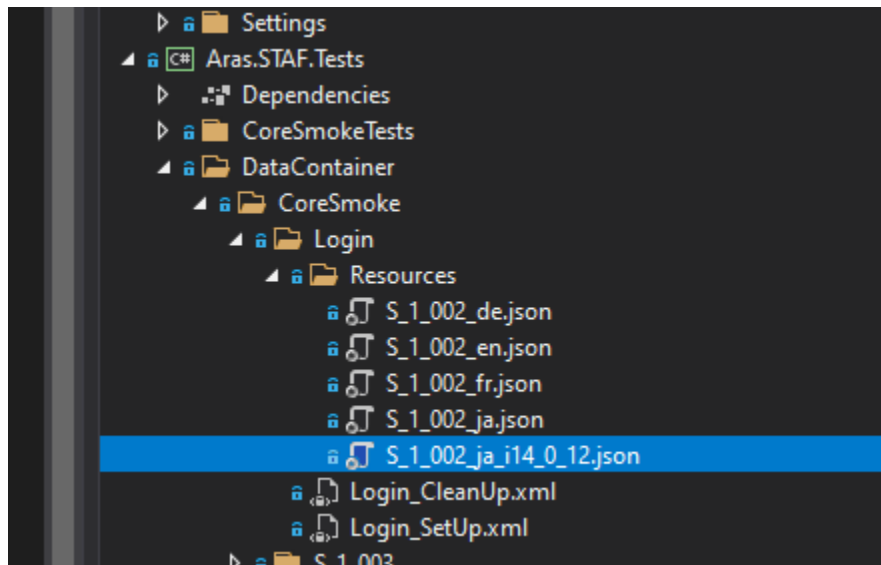 Settings
C# Aras.STAF.Tests
Dependencies
CoreSmokeTests
DataContainer
CoreSmoke
Login
Resources
S_1_002_de.json
S_1_002_en.json
S_1_002_fr.json
S_1_002_ja.json
S_1_002_ja_i14_0_12.json
Login_CleanUp.xml
Login_SetUp.xml
S_1_003